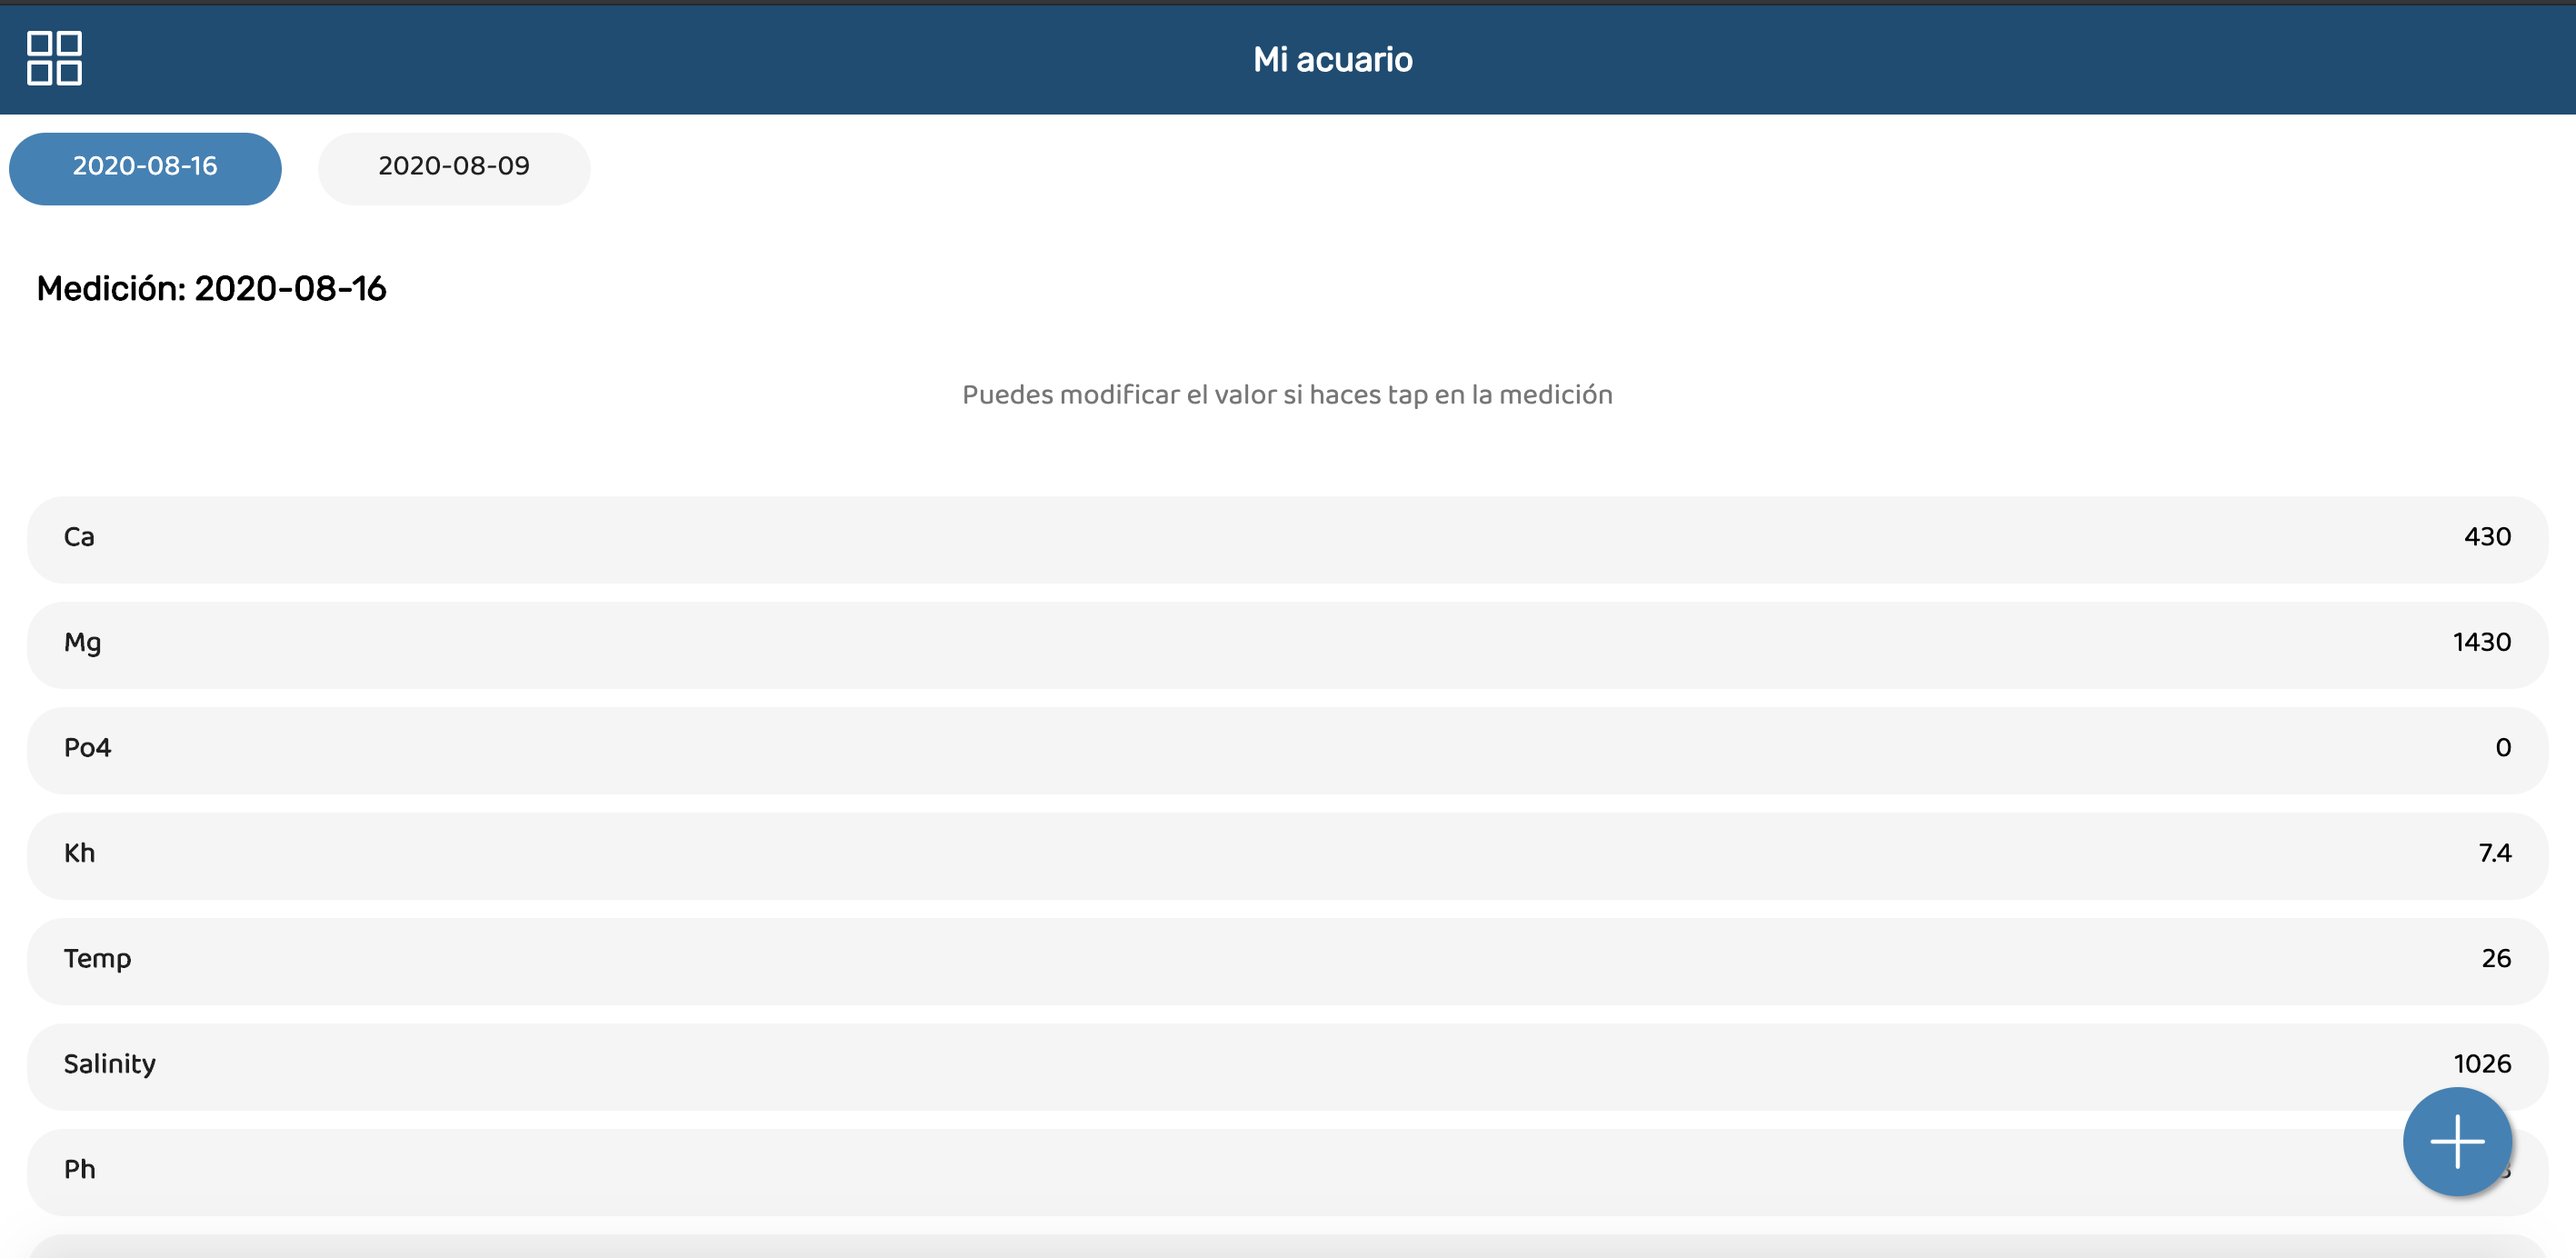 Mi acuario
2020-08-16 2020-08-09
Medición: 2020-08-16
Puedes modificar el valor si haces tap en la medición
Ca 430
Mg 1430
Po4 0
Kh 7.4
Temp 26
Salinity 1026
Ph